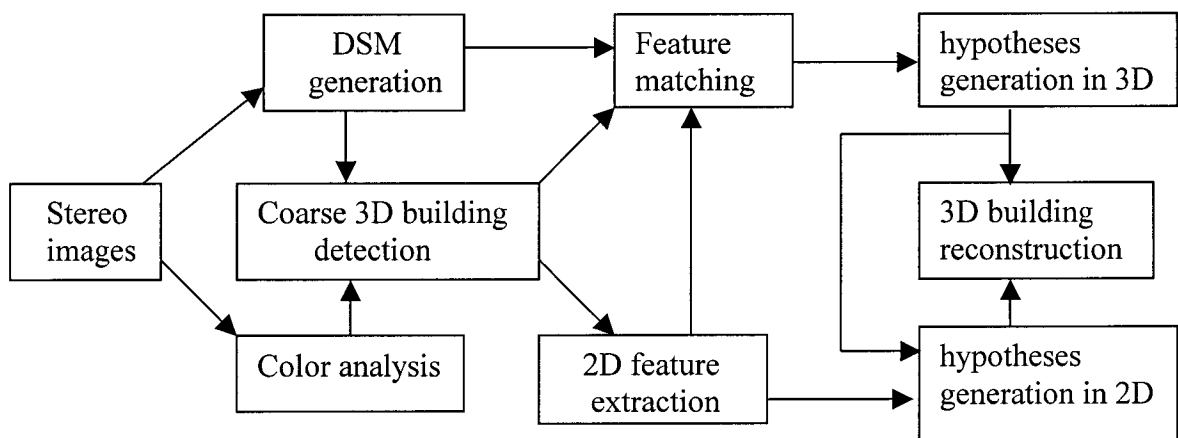 DSM
generation
Feature
matching
hypotheses
generation in 3D
Stereo
images
Coarse 3D building
detection
3D building
reconstruction
Color analysis
2D feature
extraction
hypotheses
generation in 2D